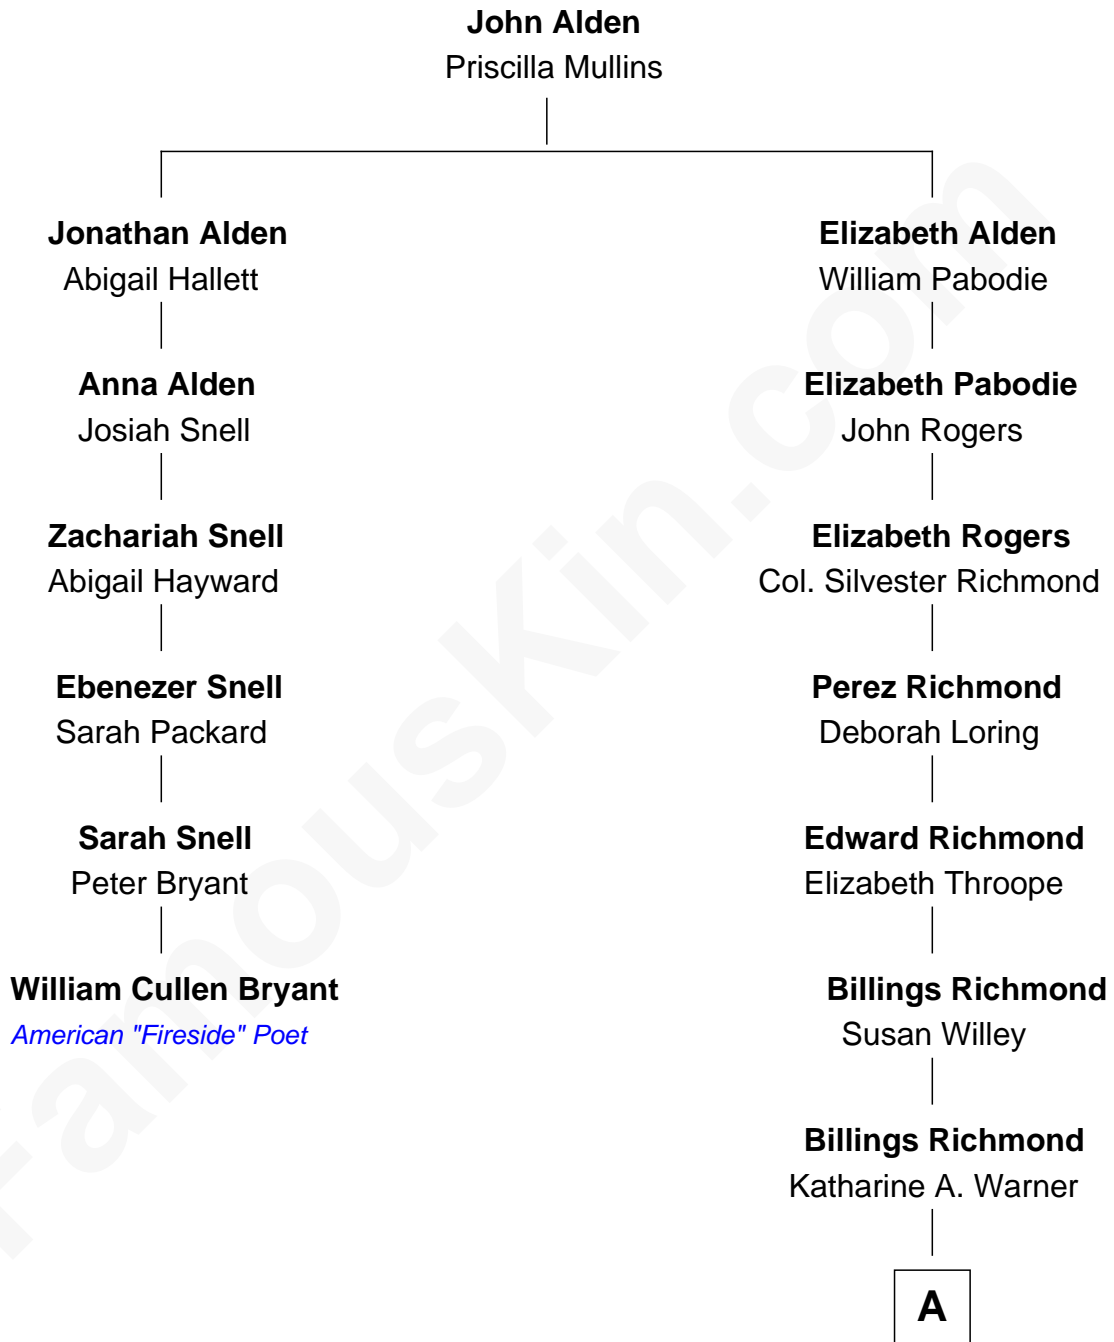 John Alden
Priscilla Mullins
Jonathan Alden
Abigail Hallett
Anna Alden
Josiah Snell
Zachariah Snell
Abigail Hayward
Ebenezer Snell
Sarah Packard
Sarah Snell
Peter Bryant
William Cullen Bryant
American "Fireside" Poet
Elizabeth Alden
William Pabodie
Elizabeth Pabodie
John Rogers
Elizabeth Rogers
Col. Silvester Richmond
Perez Richmond
Deborah Loring
Edward Richmond
Elizabeth Throope
Billings Richmond
Susan Willey
Billings Richmond
Katharine A. Warner
A
FamousKin.com